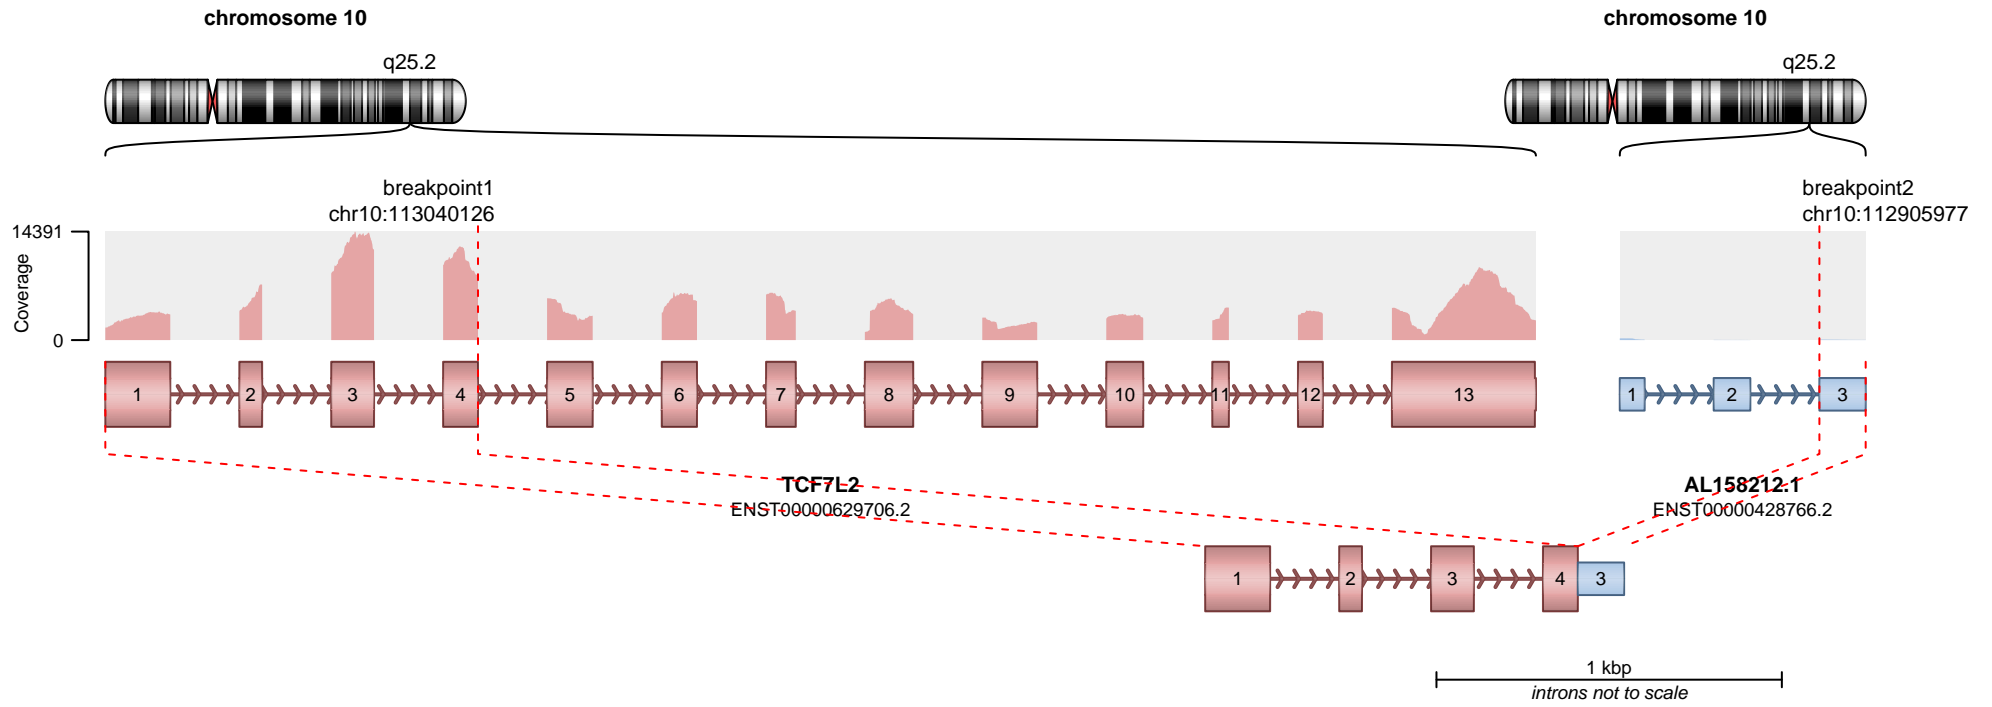 chromosome 10
chromosome 10
q25.2
q25.2
breakpoint1
chr10:113040126
breakpoint2
chr10:112905977
14391
Coverage
0
1 2 3 4 5 6 7 8 9 10 11 12 13
1 2 3
TCF7L2
ENST00000629706.2
AL158212.1
ENST00000428766.2
1 2 3 4 3
1 kbp
introns not to scale